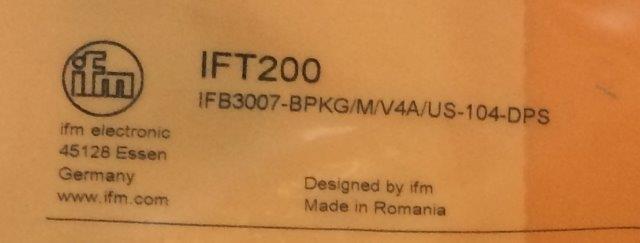 ifm
IFT200
IFB3007-BPKG/M/V4A/US-104-DPS
ifm electronic
45128 Essen
Germany
www.ifm.com
Designed by ifm
Made in Romania